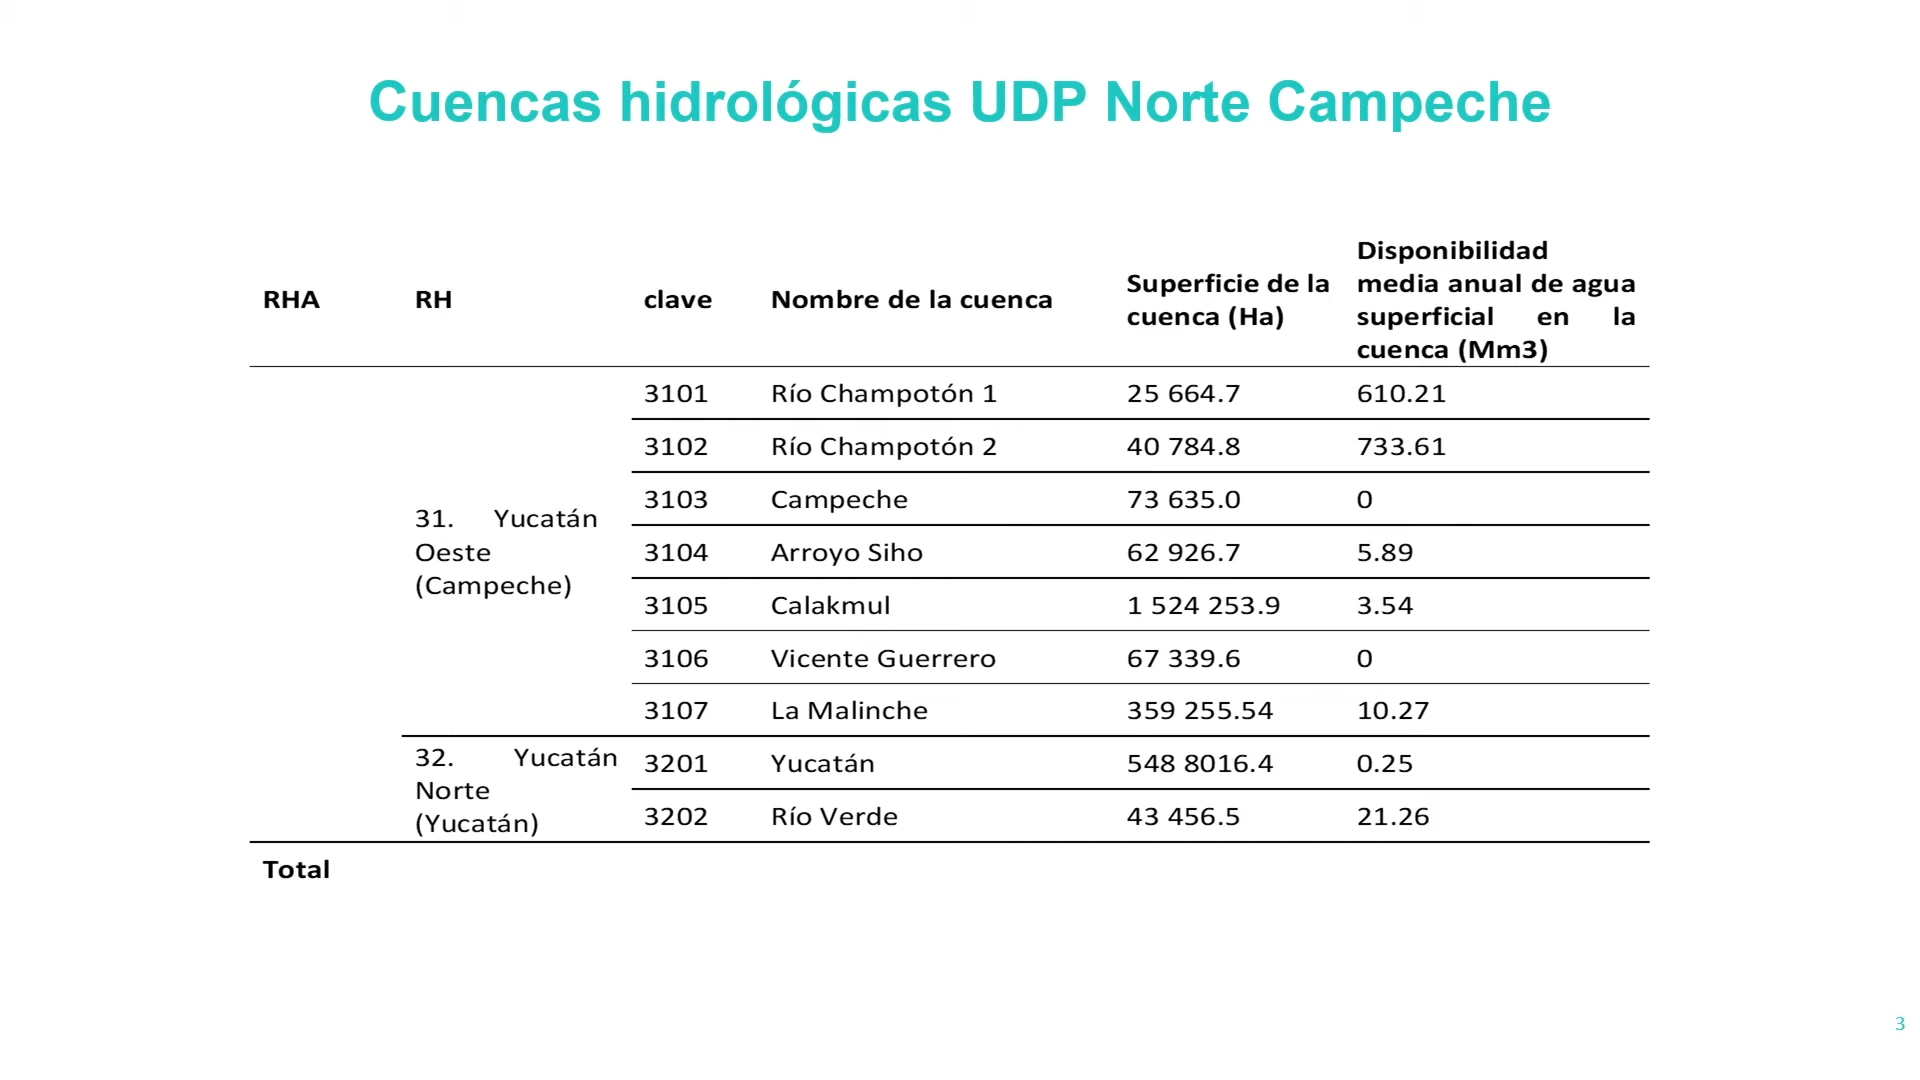 Cuencas hidrológicas UDP Norte Campeche
RHA RH clave Nombre de la cuenca Superficie de la cuenca (Ha) Disponibilidad media anual de agua superficial en la cuenca (Mm3)
31. Yucatán Oeste (Campeche)
3101 Río Champotón 1 25 664.7 610.21
3102 Río Champotón 2 40 784.8 733.61
3103 Campeche 73 635.0 0
3104 Arroyo Siho 62 926.7 5.89
3105 Calakmul 1 524 253.9 3.54
3106 Vicente Guerrero 67 339.6 0
3107 La Malinche 359 255.54 10.27
32. Yucatán Norte (Yucatán)
3201 Yucatán 548 8016.4 0.25
3202 Río Verde 43 456.5 21.26
Total
3